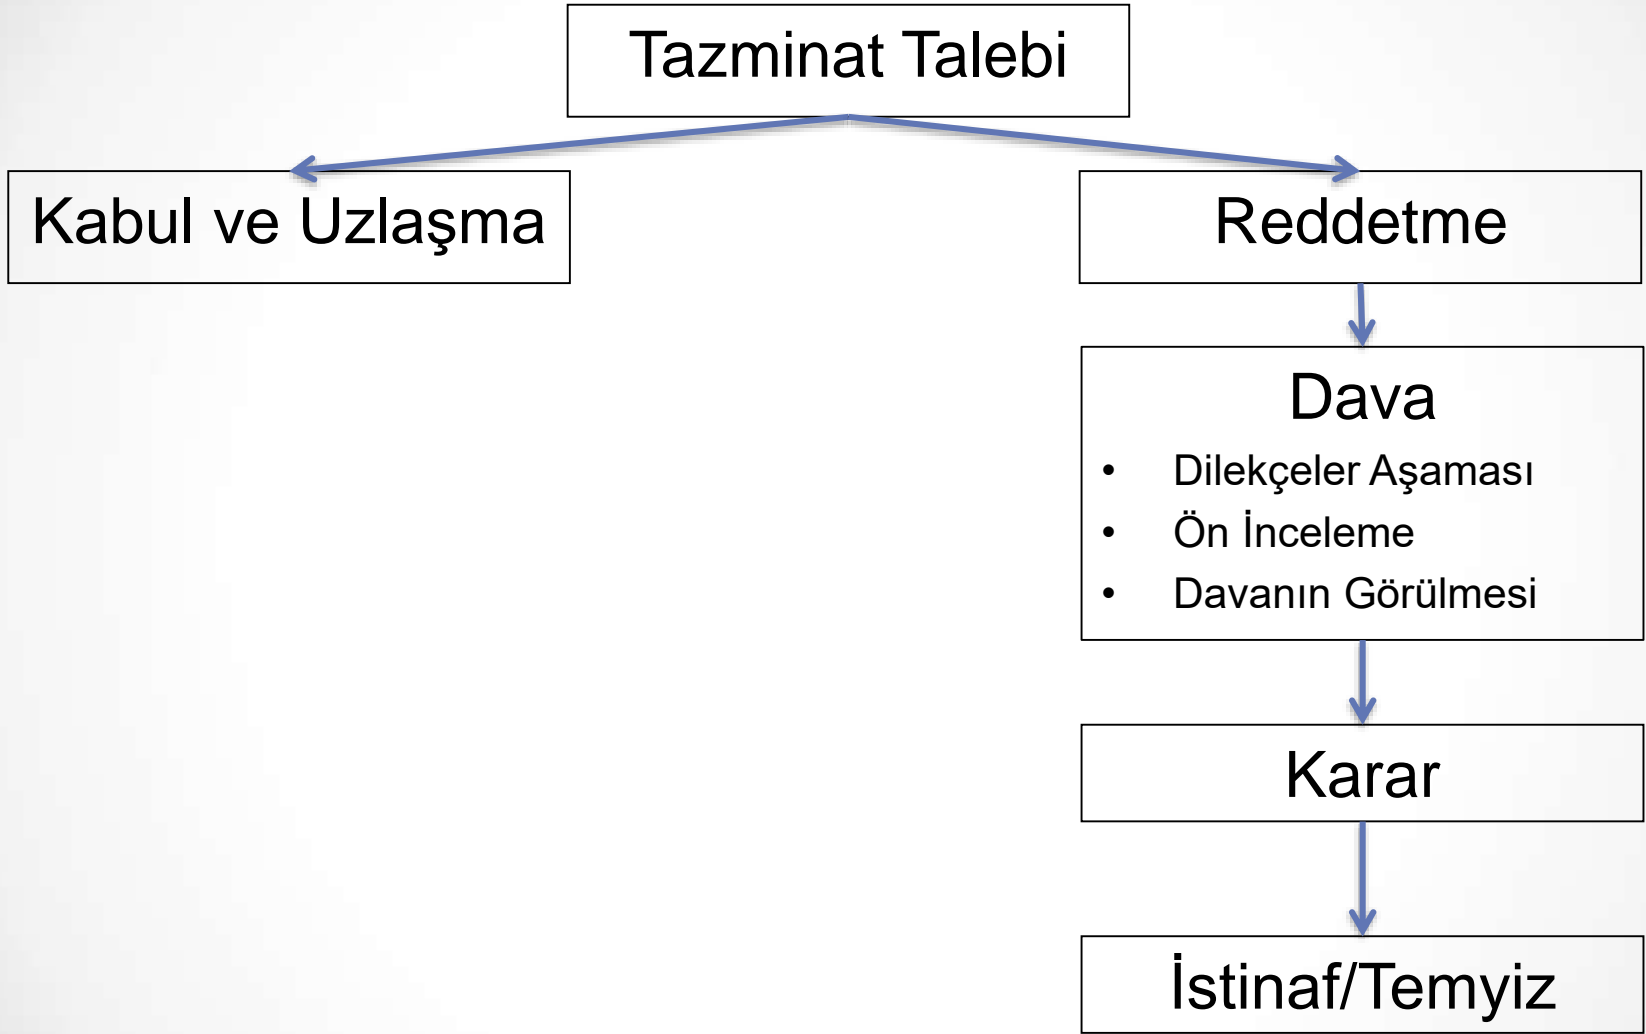 Tazminat Talebi
Kabul ve Uzlaşma
Reddetme
Dava
• Dilekçeler Aşaması
• Ön İnceleme
• Davanın Görülmesi
Karar
İstinaf/Temyiz